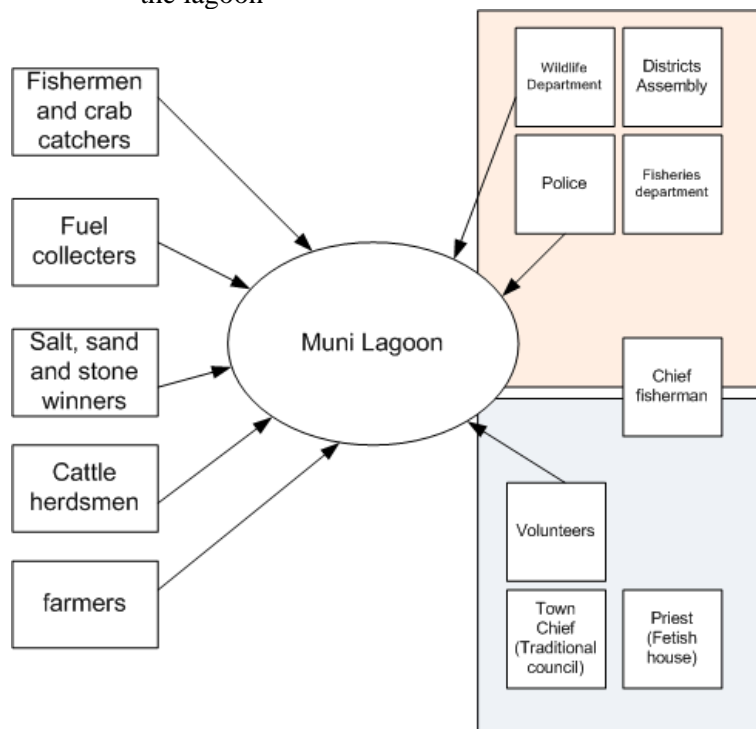 the lagoon
Fishermen
and crab
catchers
Fuel
collecters
Salt, sand
and stone
winners
Cattle
herdsmen
farmers
Muni Lagoon
Wildlife
Department
Districts
Assembly
Police
Fisheries
department
Chief
fisherman
Volunteers
Town
Chief
(Traditional
council)
Priest
(Fetish
house)